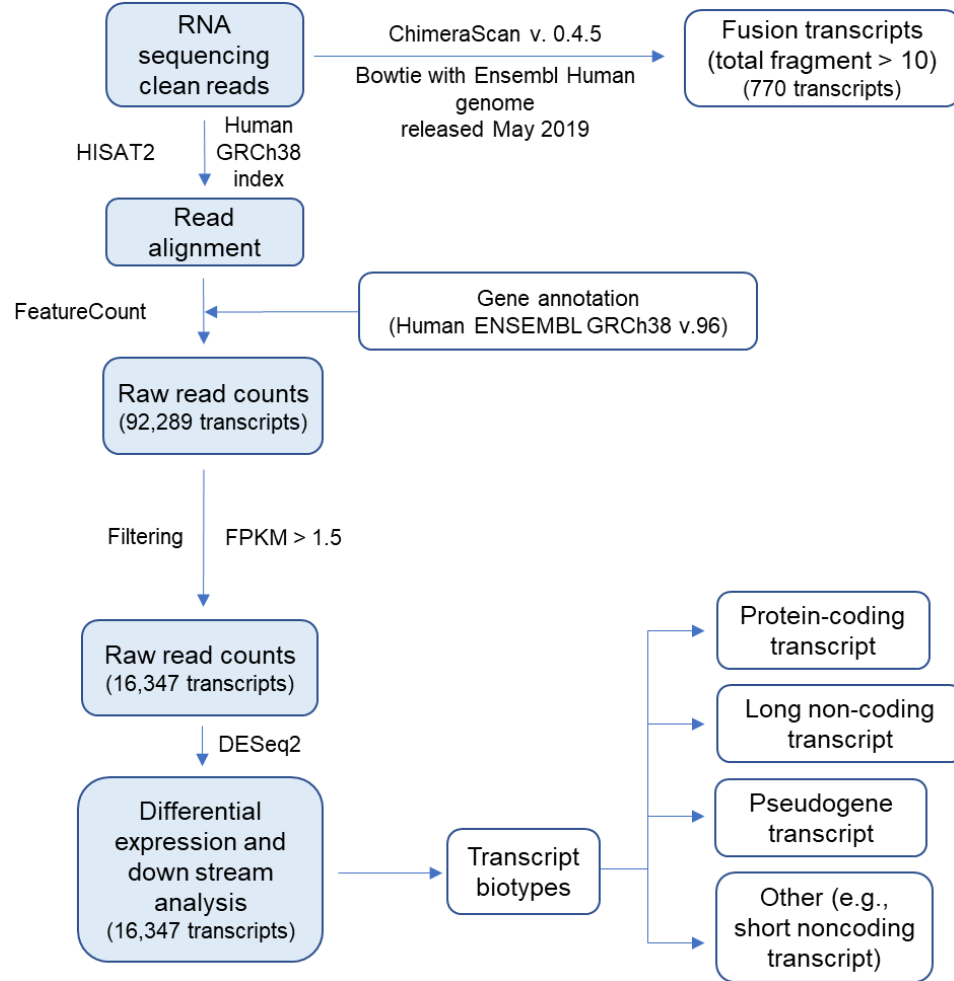 RNA
sequencing
clean reads
ChimeraScan v. 0.4.5
Bowtie with Ensembl Human
genome
released May 2019
Fusion transcripts
(total fragment > 10)
(770 transcripts)
HISAT2
Human
GRCh38
index
Read
alignment
FeatureCount
Gene annotation
(Human ENSEMBL GRCh38 v.96)
Raw read counts
(92,289 transcripts)
Filtering
FPKM > 1.5
Raw read counts
(16,347 transcripts)
DESeq2
Differential
expression and
down stream
analysis
(16,347 transcripts)
Transcript
biotypes
Protein-coding
transcript
Long non-coding
transcript
Pseudogene
transcript
Other (e.g.,
short noncoding
transcript)